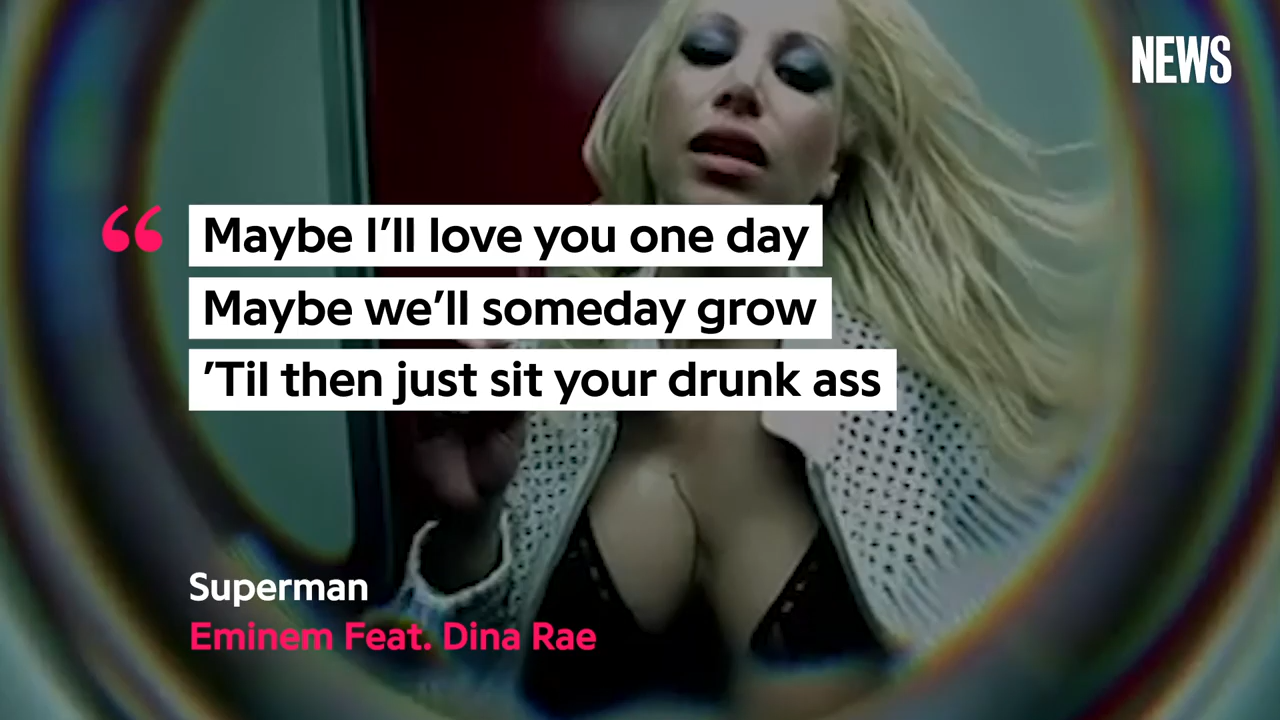 NEWS
“
Maybe I’ll love you one day
Maybe we’ll someday grow
’Til then just sit your drunk ass
Superman
Eminem Feat. Dina Rae